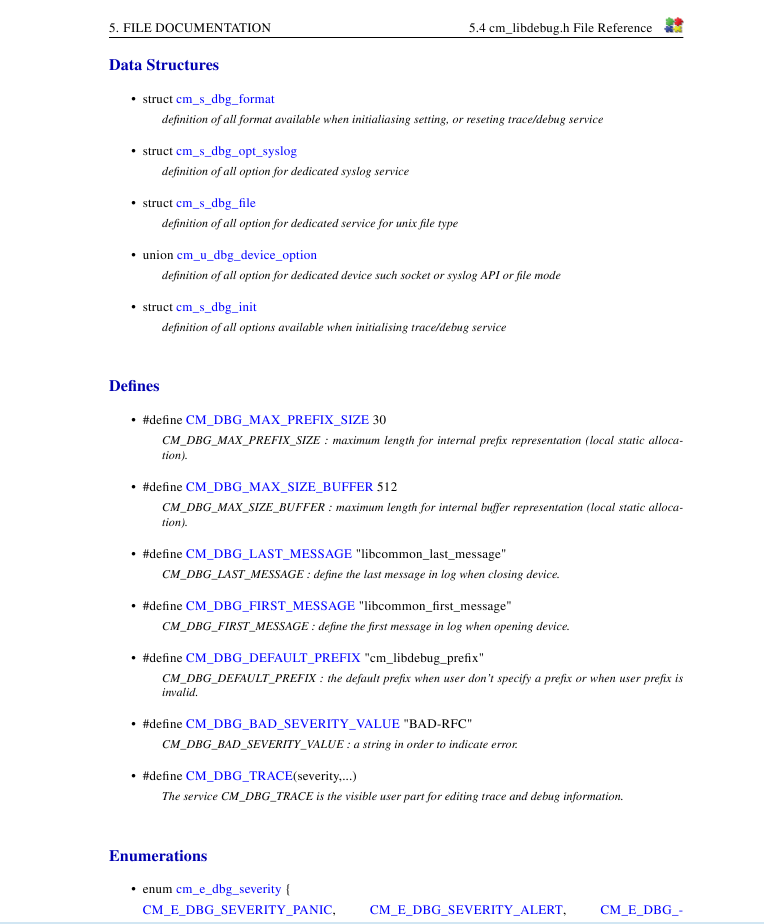 5. FILE DOCUMENTATION 5.4 cm_libdebug.h File Reference
Data Structures
• struct cm_s_dbg_format
definition of all format available when initialiasing setting, or reseting trace/debug service
• struct cm_s_dbg_opt_syslog
definition of all option for dedicated syslog service
• struct cm_s_dbg_file
definition of all option for dedicated service for unix file type
• union cm_u_dbg_device_option
definition of all option for dedicated device such socket or syslog API or file mode
• struct cm_s_dbg_init
definition of all options available when initialising trace/debug service
Defines
• #define CM_DBG_MAX_PREFIX_SIZE 30
CM_DBG_MAX_PREFIX_SIZE : maximum length for internal prefix representation (local static alloca-
tion).
• #define CM_DBG_MAX_SIZE_BUFFER 512
CM_DBG_MAX_SIZE_BUFFER : maximum length for internal buffer representation (local static alloca-
tion).
• #define CM_DBG_LAST_MESSAGE "libcommon_last_message"
CM_DBG_LAST_MESSAGE : define the last message in log when closing device.
• #define CM_DBG_FIRST_MESSAGE "libcommon_first_message"
CM_DBG_FIRST_MESSAGE : define the first message in log when opening device.
• #define CM_DBG_DEFAULT_PREFIX "cm_libdebug_prefix"
CM_DBG_DEFAULT_PREFIX : the default prefix when user don't specify a prefix or when user prefix is
invalid.
• #define CM_DBG_BAD_SEVERITY_VALUE "BAD-RFC"
CM_DBG_BAD_SEVERITY_VALUE : a string in order to indicate error.
• #define CM_DBG_TRACE(severity,...)
The service CM_DBG_TRACE is the visible user part for editing trace and debug information.
Enumerations
• enum cm_e_dbg_severity {
CM_E_DBG_SEVERITY_PANIC, CM_E_DBG_SEVERITY_ALERT, CM_E_DBG_-